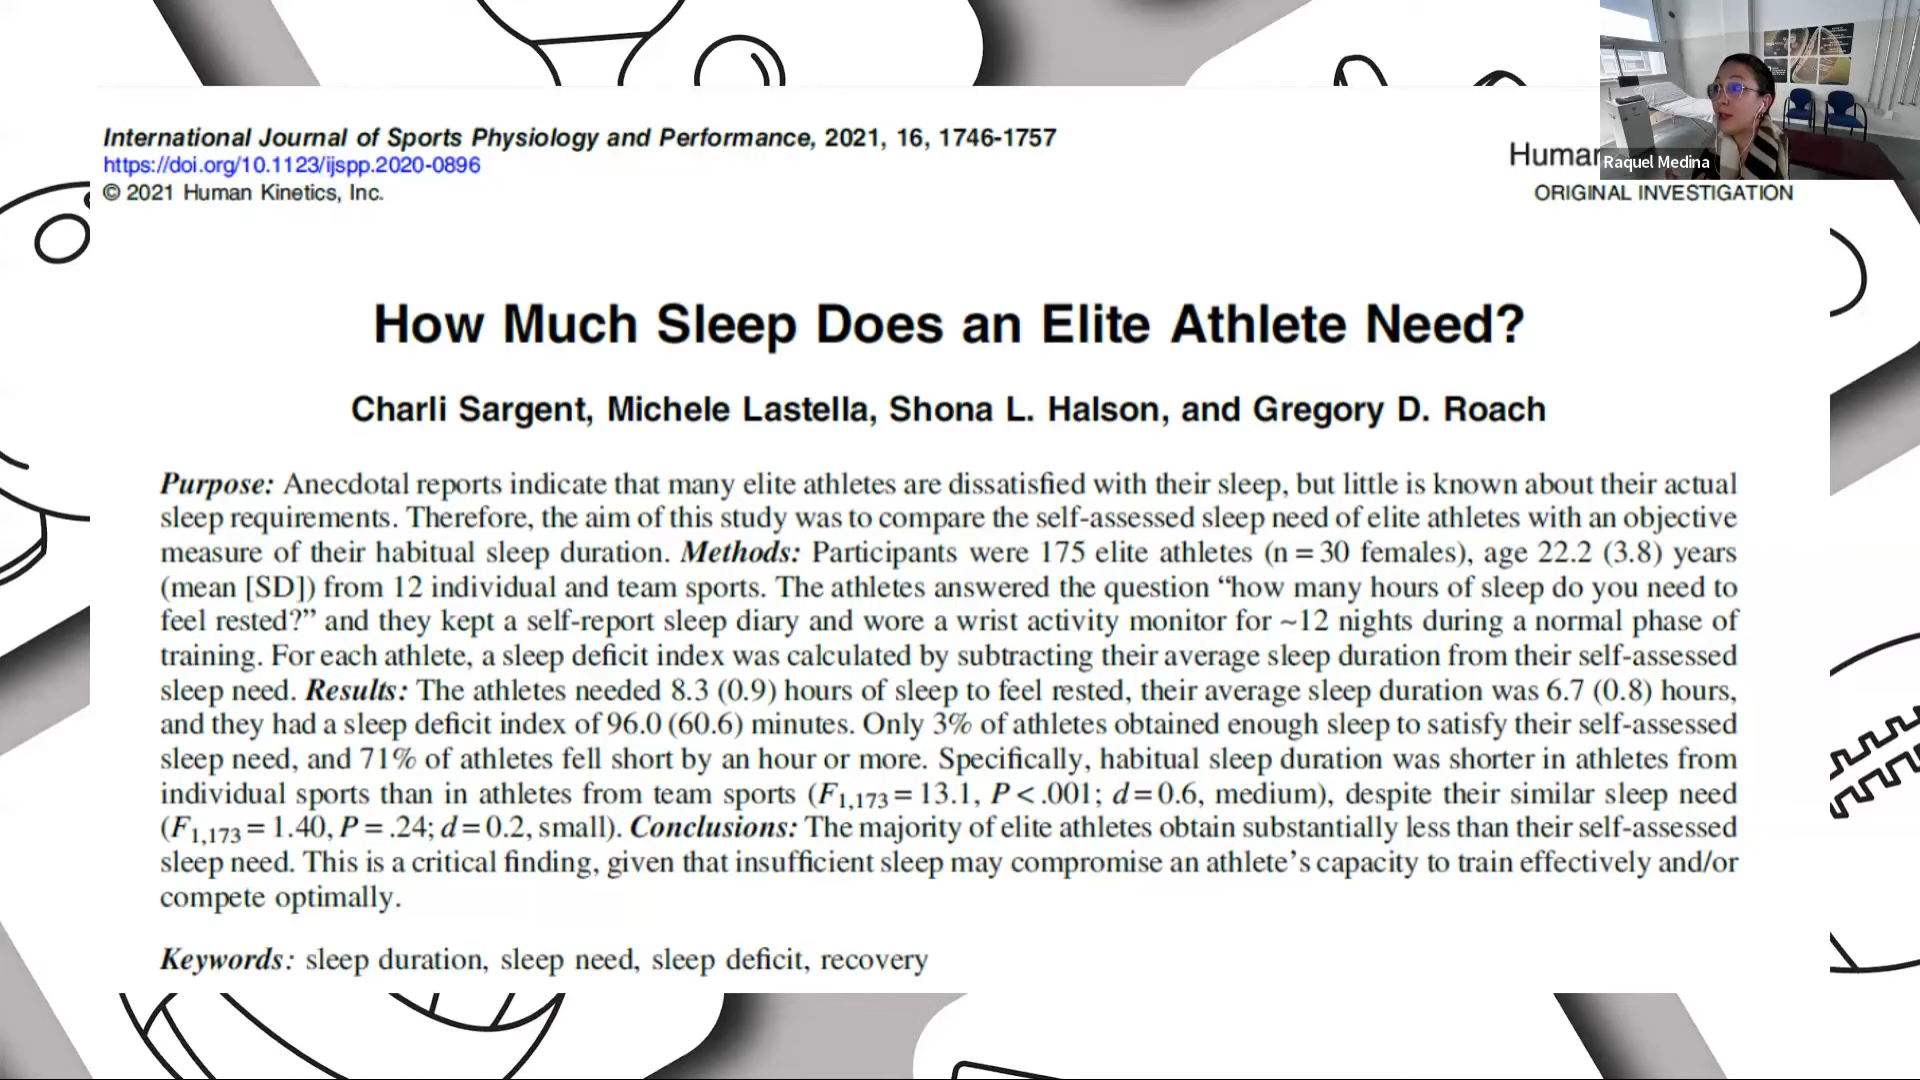 International Journal of Sports Physiology and Performance, 2021, 16, 1746-1757
https://doi.org/10.1123/ijspp.2020-0896
© 2021 Human Kinetics, Inc.
Human
Raquel Medina
ORIGINAL INVESTIGATION
How Much Sleep Does an Elite Athlete Need?
Charli Sargent, Michele Lastella, Shona L. Halson, and Gregory D. Roach
Purpose: Anecdotal reports indicate that many elite athletes are dissatisfied with their sleep, but little is known about their actual
sleep requirements. Therefore, the aim of this study was to compare the self-assessed sleep need of elite athletes with an objective
measure of their habitual sleep duration. Methods: Participants were 175 elite athletes (n = 30 females), age 22.2 (3.8) years
(mean [SD]) from 12 individual and team sports. The athletes answered the question “how many hours of sleep do you need to
feel rested?” and they kept a self-report sleep diary and wore a wrist activity monitor for ~12 nights during a normal phase of
training. For each athlete, a sleep deficit index was calculated by subtracting their average sleep duration from their self-assessed
sleep need. Results: The athletes needed 8.3 (0.9) hours of sleep to feel rested, their average sleep duration was 6.7 (0.8) hours,
and they had a sleep deficit index of 96.0 (60.6) minutes. Only 3% of athletes obtained enough sleep to satisfy their self-assessed
sleep need, and 71% of athletes fell short by an hour or more. Specifically, habitual sleep duration was shorter in athletes from
individual sports than in athletes from team sports (F1,173 = 13.1, P < .001; d = 0.6, medium), despite their similar sleep need
(F1,173 = 1.40, P = .24; d = 0.2, small). Conclusions: The majority of elite athletes obtain substantially less than their self-assessed
sleep need. This is a critical finding, given that insufficient sleep may compromise an athlete’s capacity to train effectively and/or
compete optimally.
Keywords: sleep duration, sleep need, sleep deficit, recovery